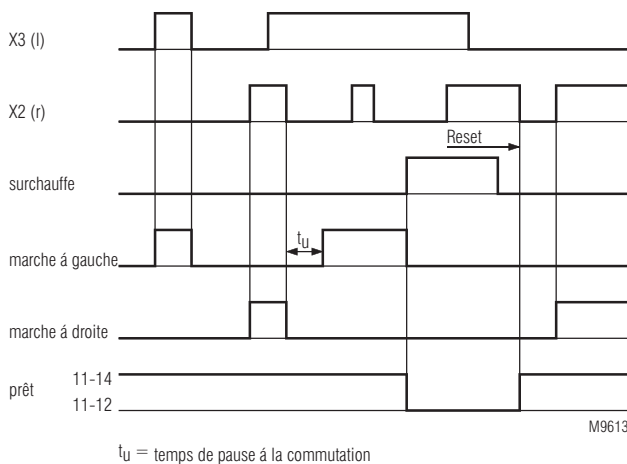 X3 (l)
X2 (r)
Reset
surchauffe
tu
marche á gauche
marche á droite
11-14
prêt
11-12
M9613
tu = temps de pause á la commutation